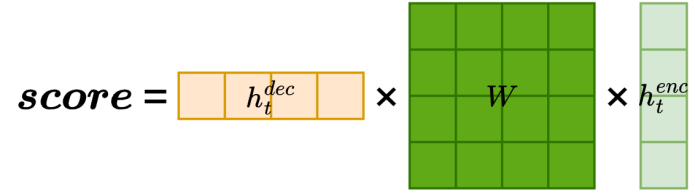 score = h_t^{dec} × W × h_t^{enc}